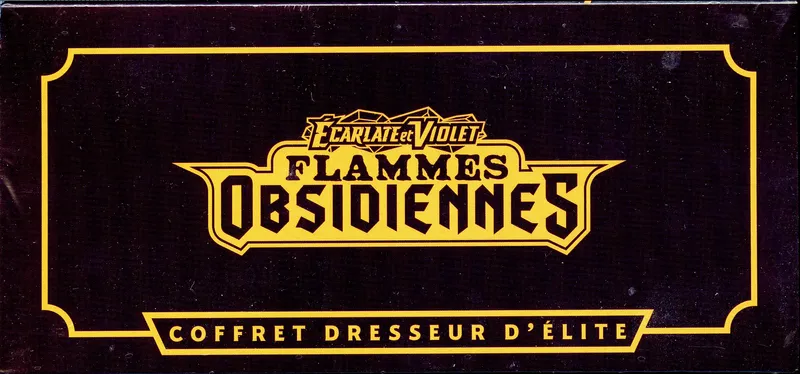 ÉCARLATE et VIOLET
FLAMMES
OBSIDIENNES
COFFRET DRESSEUR D'ÉLITE